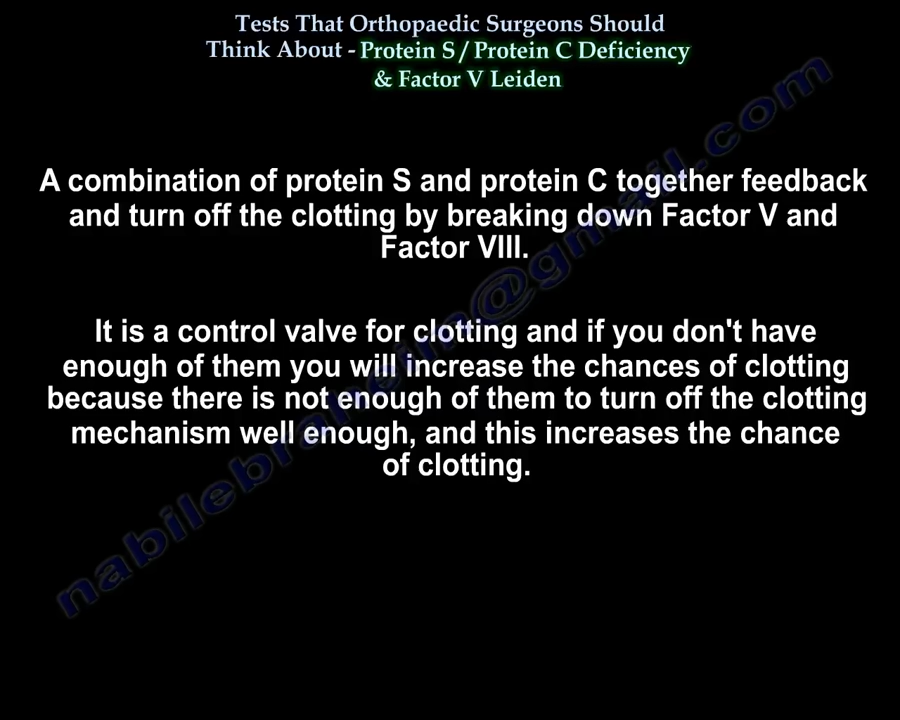 Tests That Orthopaedic Surgeons Should
Think About - Protein S / Protein C Deficiency
& Factor V Leiden
A combination of protein S and protein C together feedback
and turn off the clotting by breaking down Factor V and
Factor VIII.
It is a control valve for clotting and if you don't have
enough of them you will increase the chances of clotting
because there is not enough of them to turn off the clotting
mechanism well enough, and this increases the chance
of clotting.
nabilebraheim@gmail.com